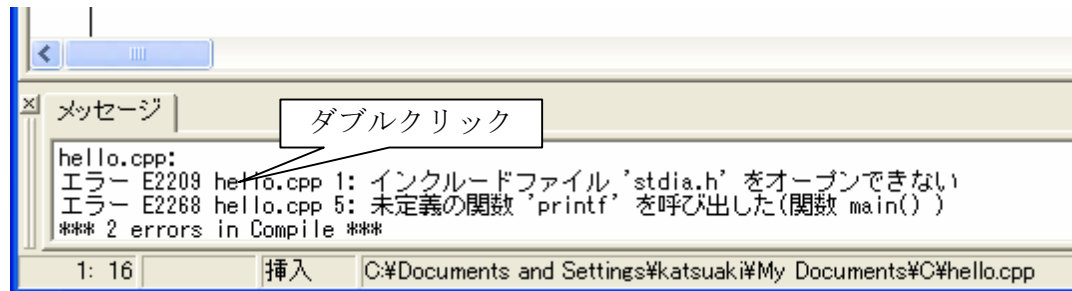 メッセージ
ダブルクリック
hello.cpp:
エラー E2209 hello.cpp 1: インクルードファイル 'stdia.h' をオープンできない
エラー E2268 hello.cpp 5: 未定義の関数 'printf' を呼び出した(関数 main() )
*** 2 errors in Compile ***
1: 16 挿入 C:¥Documents and Settings¥katsuaki¥My Documents¥C¥hello.cpp